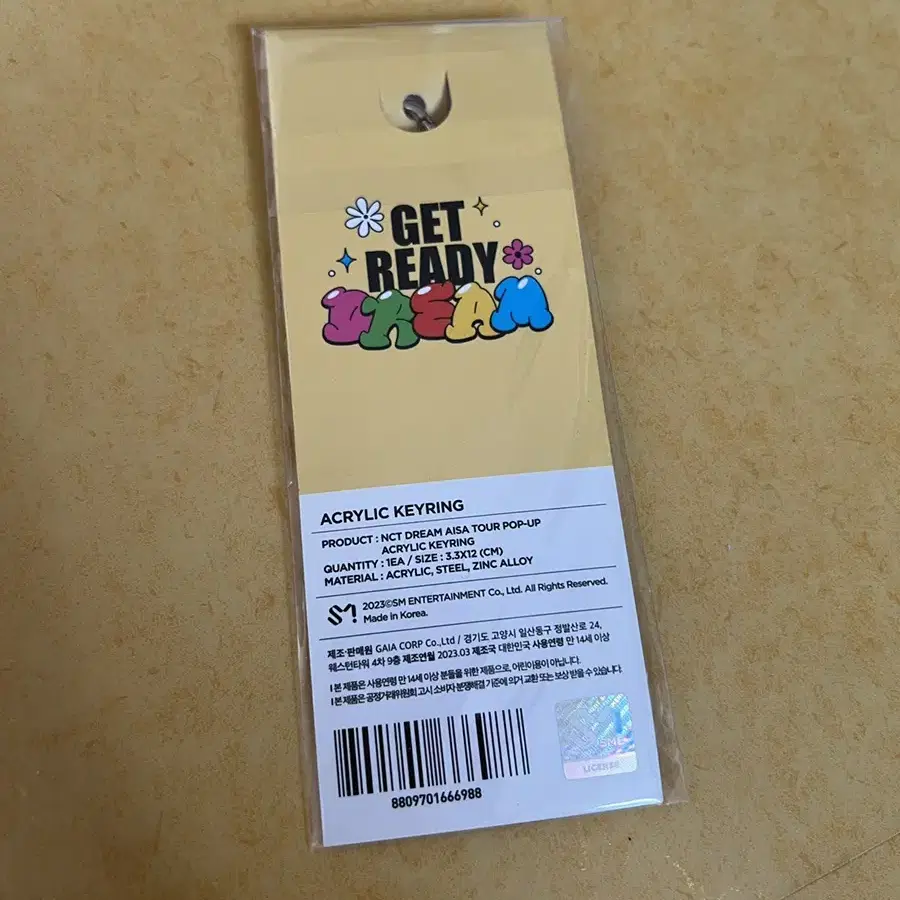 GET
READY
DREAM
ACRYLIC KEYRING
PRODUCT : NCT DREAM AISA TOUR POP-UP
ACRYLIC KEYRING
QUANTITY : 1EA / SIZE : 3.3X12 (CM)
MATERIAL : ACRYLIC, STEEL, ZINC ALLOY
SM! 2023©SM ENTERTAINMENT Co., Ltd. All Rights Reserved.
Made in Korea.
제조·판매원 GAIA CORP Co.,Ltd / 경기도 고양시 일산동구 정발산로 24,
웨스턴타워 4차 9층 제조연월 2023.03 제조국 대한민국 사용연령 만 14세 이상
! 본 제품은 사용연령 만 14세 이상 분들을 위한 제품으로, 어린이용이 아닙니다.
! 본 제품은 공정거래위원회 고시 소비자 분쟁해결 기준에 의거 교환 또는 보상 받을 수 있습니다.
8809701666988
SME
LICENSE